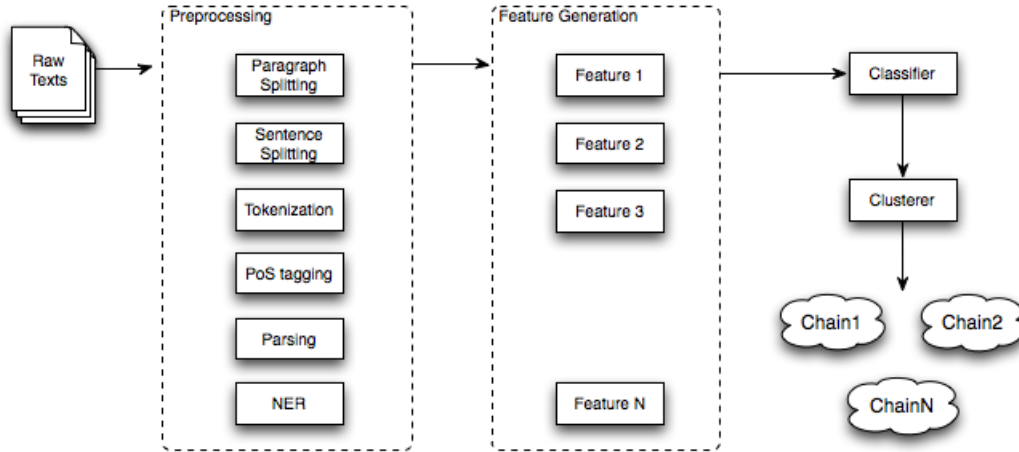 Preprocessing
Feature Generation
Raw
Texts
Paragraph
Splitting
Sentence
Splitting
Tokenization
PoS tagging
Parsing
NER
Feature 1
Feature 2
Feature 3
Feature N
Classifier
Clusterer
Chain1
Chain2
ChainN